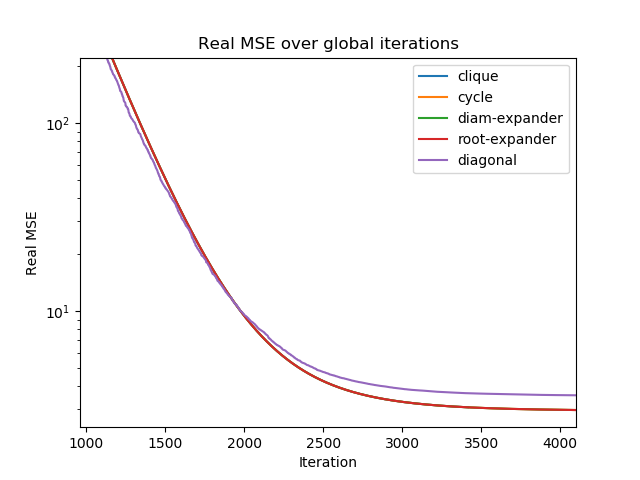 Real MSE over global iterations
Real MSE
10²
10¹
clique
cycle
diam-expander
root-expander
diagonal
1000 1500 2000 2500 3000 3500 4000
Iteration